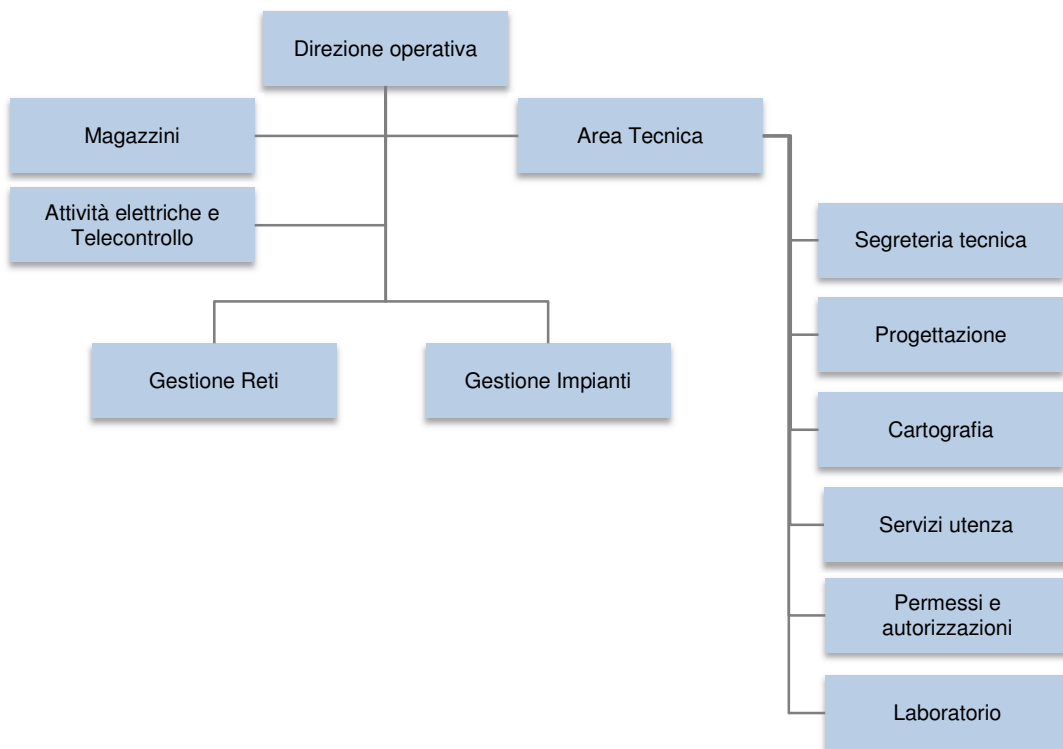 Direzione operativa
Magazzini
Area Tecnica
Attività elettriche e
Telecontrollo
Segreteria tecnica
Progettazione
Gestione Reti
Gestione Impianti
Cartografia
Servizi utenza
Permessi e
autorizzazioni
Laboratorio